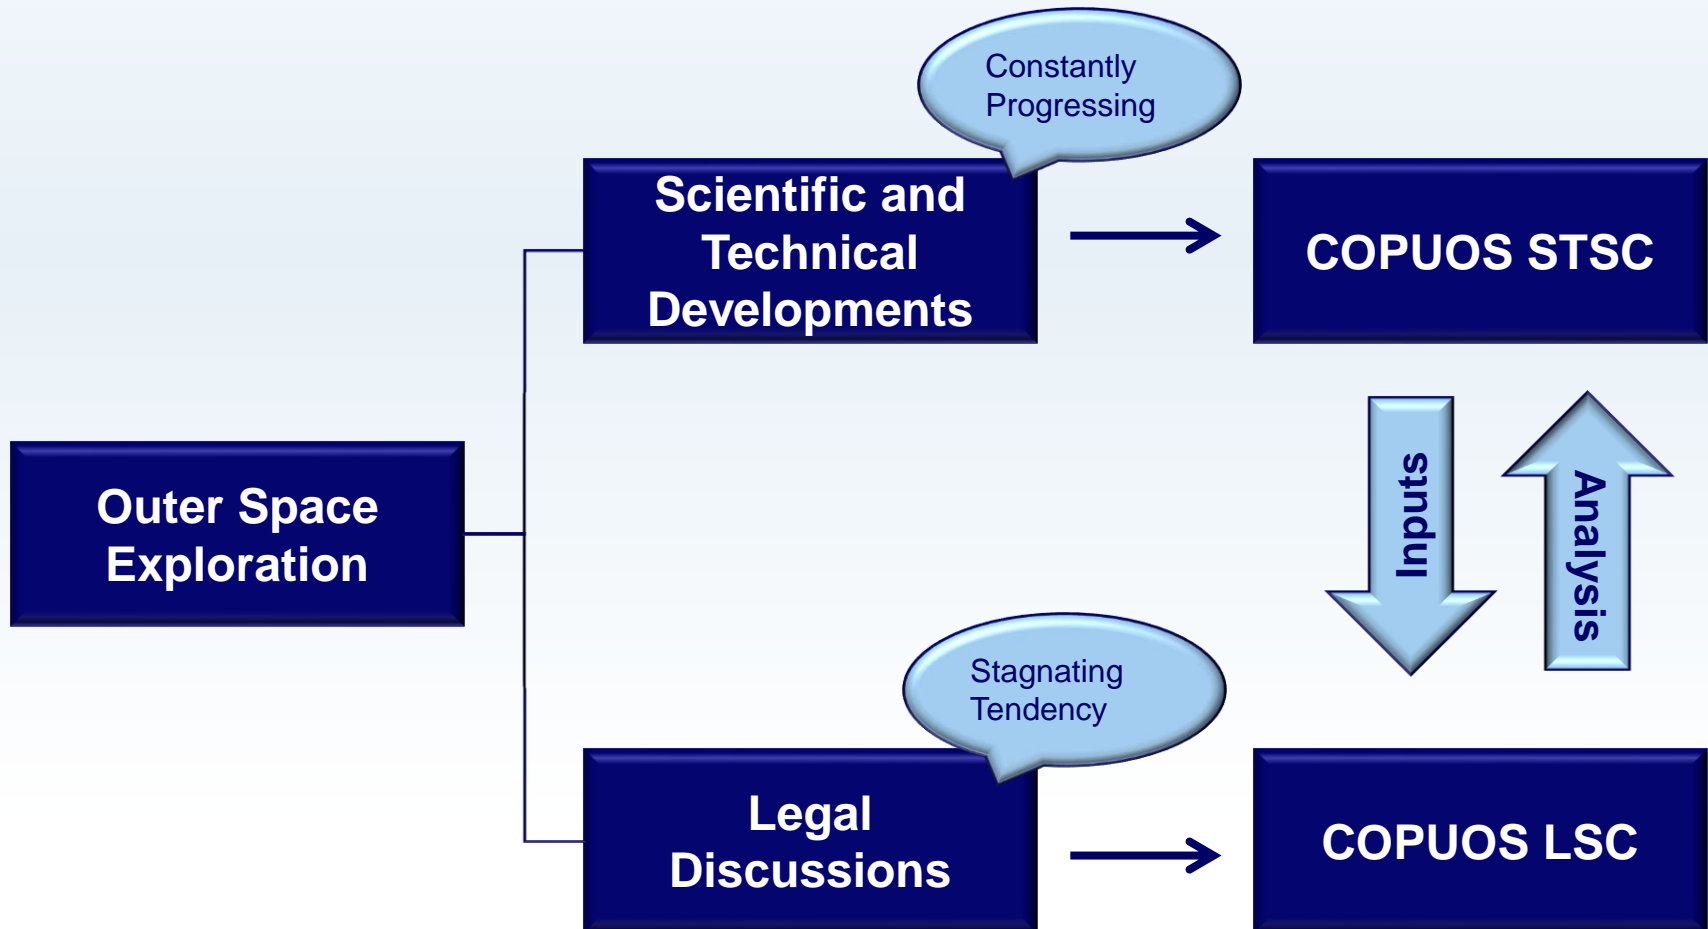 Constantly
Progressing
Scientific and
Technical
Developments
COPUOS STSC
Outer Space
Exploration
Inputs
Analysis
Stagnating
Tendency
Legal
Discussions
COPUOS LSC